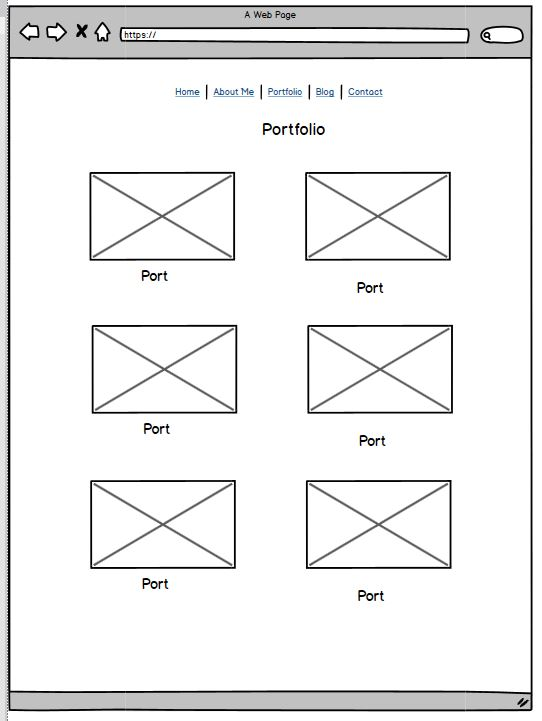 A Web Page
https://
Home | About Me | Portfolio | Blog | Contact
Portfolio
Port
Port
Port
Port
Port
Port